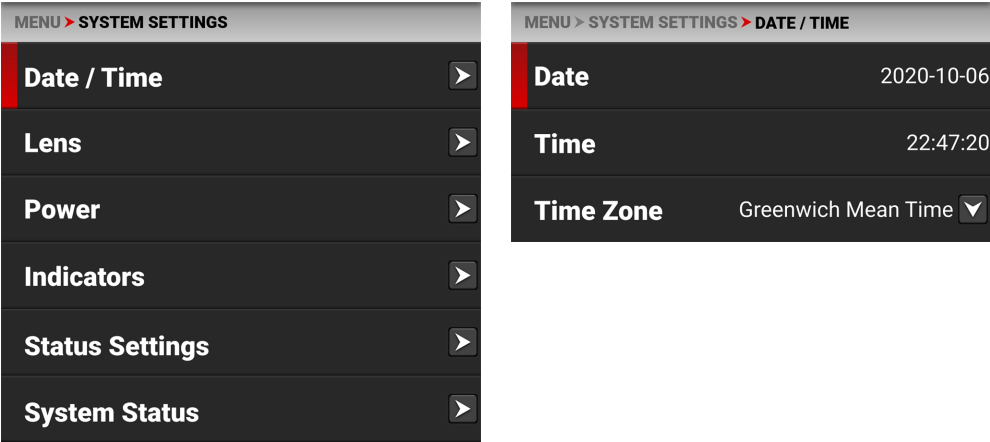 MENU SYSTEM SETTINGS
Date / Time
Lens
Power
Indicators
Status Settings
System Status
MENU SYSTEM SETTINGS DATE / TIME
Date 2020-10-06
Time 22:47:20
Time Zone Greenwich Mean Time